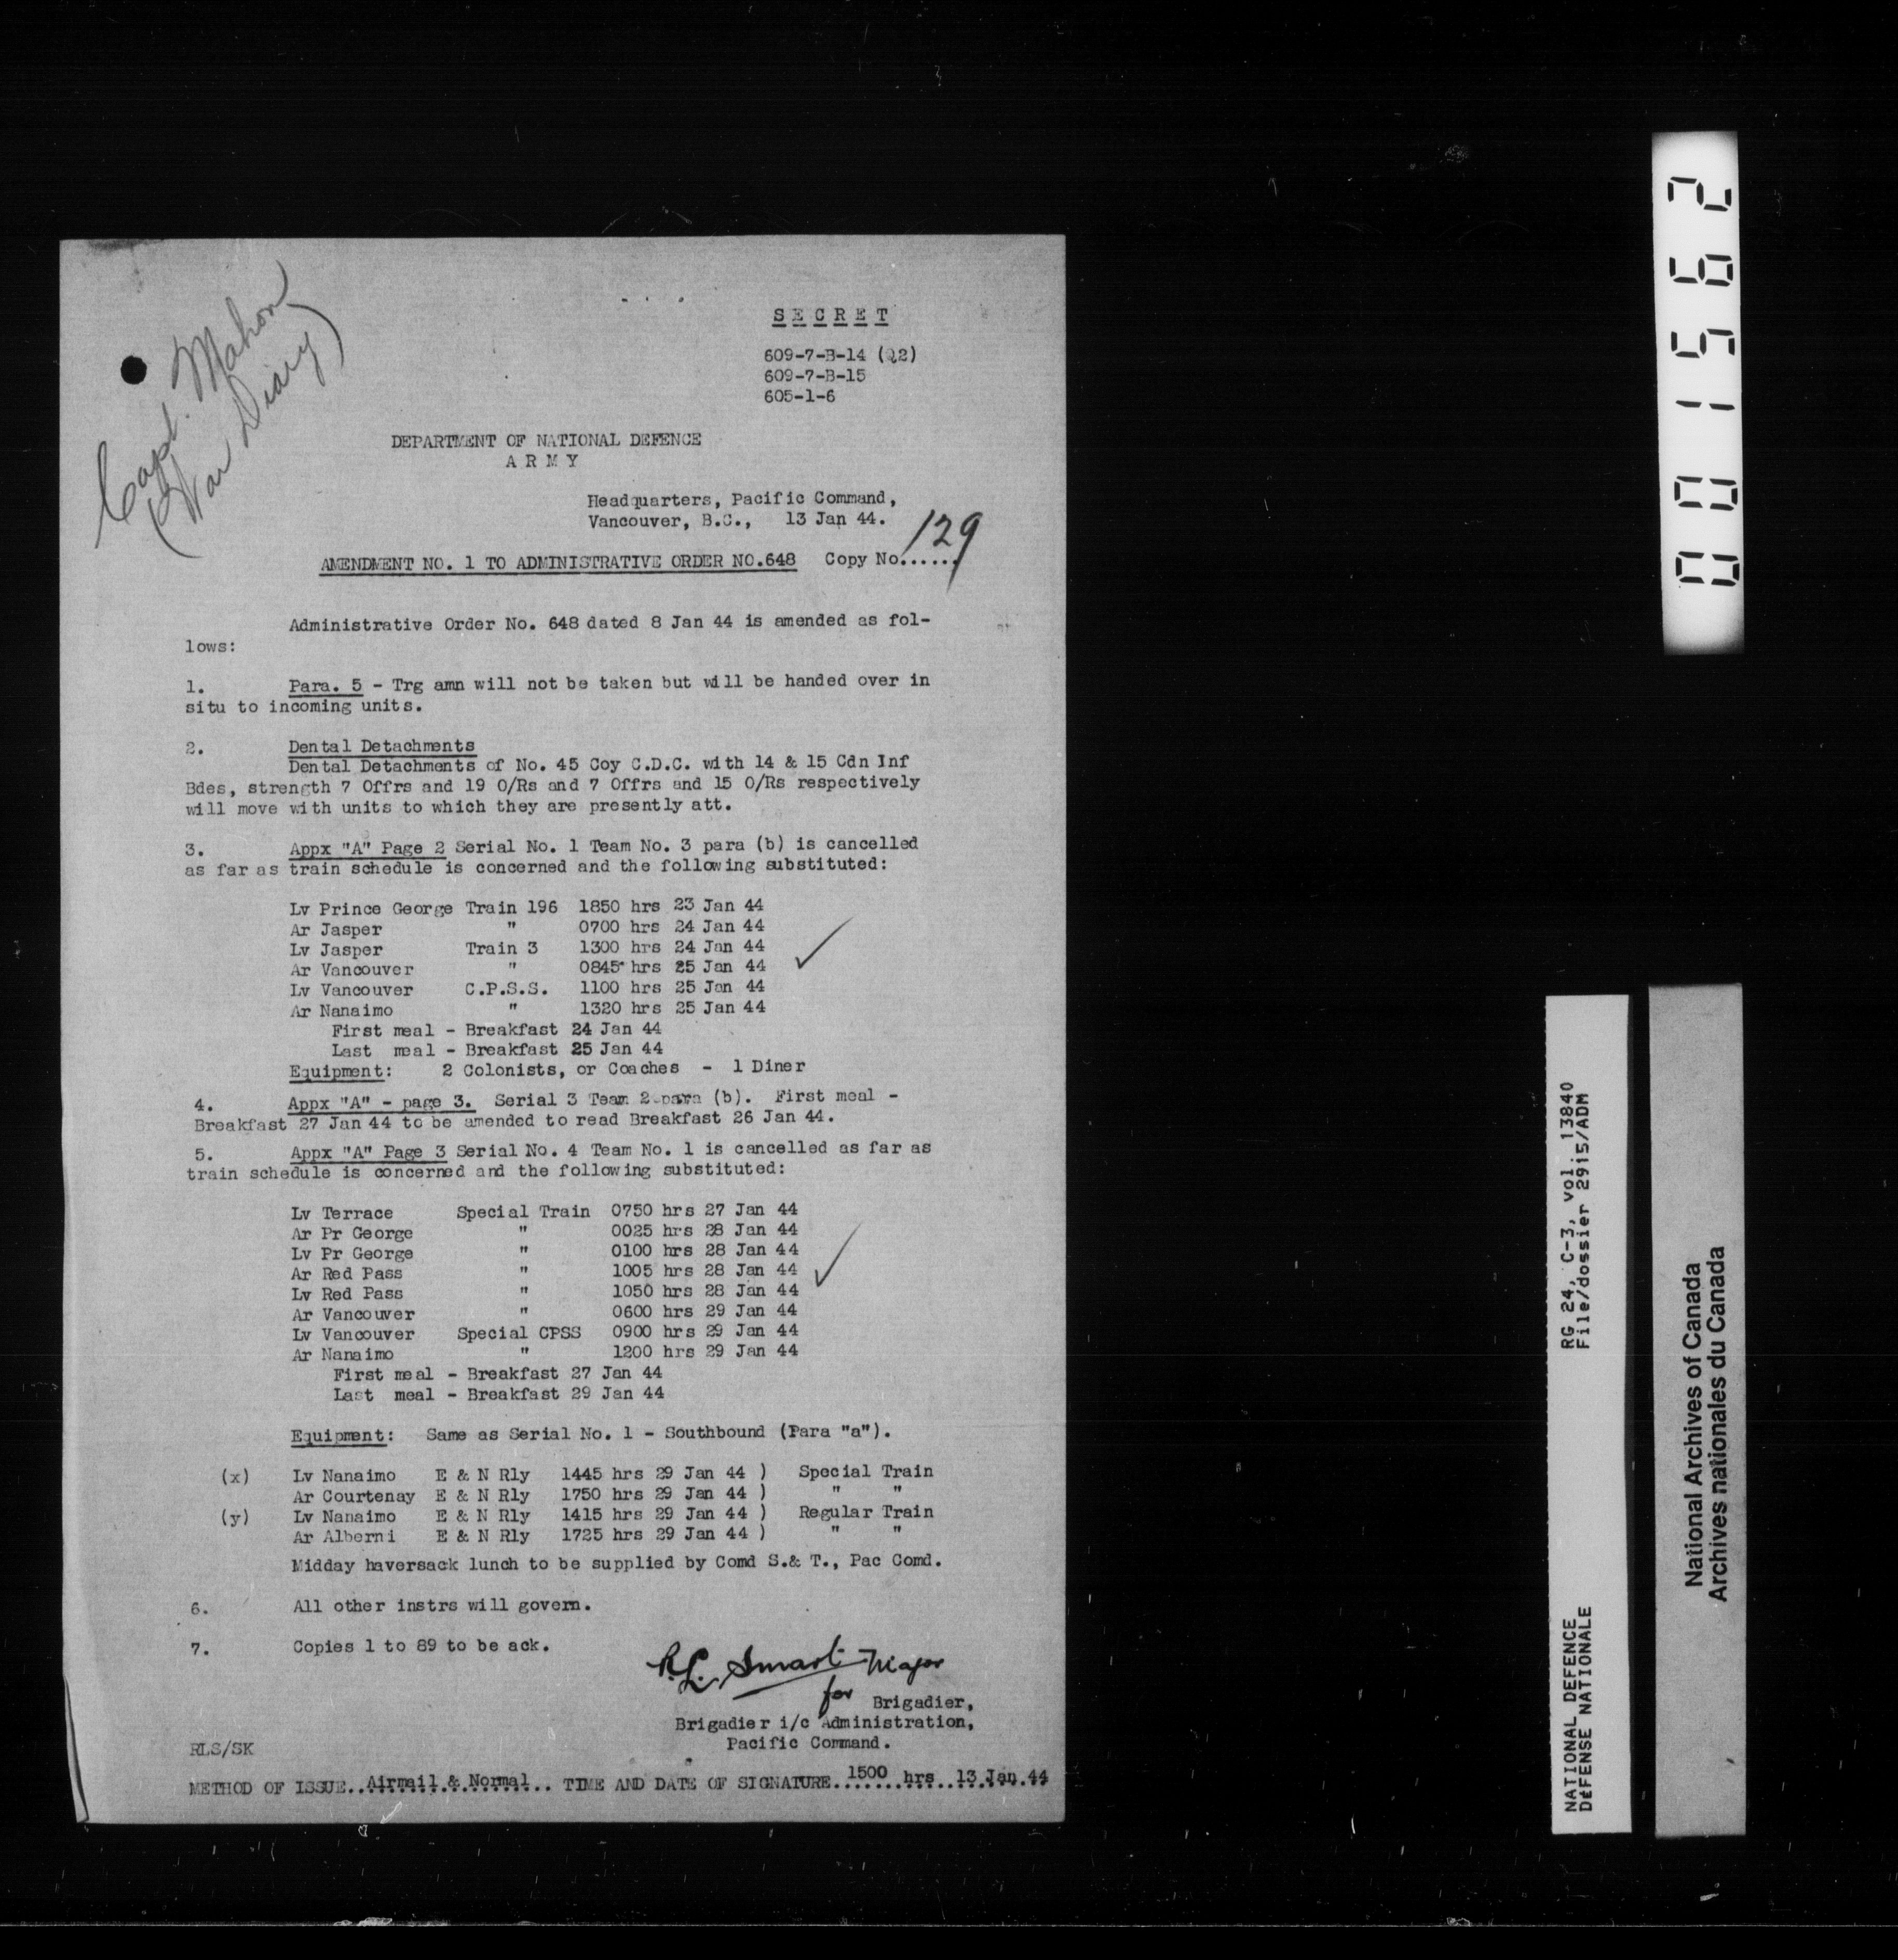 Capt. Mahon
(War Diary)
S E C R E T
609-7-B-14 (Q2)
609-7-B-15
605-1-6
DEPARTMENT OF NATIONAL DEFENCE
A R M Y
Headquarters, Pacific Command,
Vancouver, B.C., 13 Jan 44.
AMENDMENT NO. 1 TO ADMINISTRATIVE ORDER NO.648 Copy No...... 129
Administrative Order No. 648 dated 8 Jan 44 is amended as fol-
lows:
1. Para. 5 - Trg amn will not be taken but will be handed over in
situ to incoming units.
2. Dental Detachments
Dental Detachments of No. 45 Coy C.D.C. with 14 & 15 Cdn Inf
Bdes, strength 7 Offrs and 19 O/Rs and 7 Offrs and 15 O/Rs respectively
will move with units to which they are presently att.
3. Appx "A" Page 2 Serial No. 1 Team No. 3 para (b) is cancelled
as far as train schedule is concerned and the following substituted:
Lv Prince George Train 196 1850 hrs 23 Jan 44
Ar Jasper " 0700 hrs 24 Jan 44
Lv Jasper Train 3 1300 hrs 24 Jan 44
Ar Vancouver " 0845 hrs 25 Jan 44
Lv Vancouver C.P.S.S. 1100 hrs 25 Jan 44
Ar Nanaimo " 1320 hrs 25 Jan 44
First meal - Breakfast 24 Jan 44
Last meal - Breakfast 25 Jan 44
Equipment: 2 Colonists, or Coaches - 1 Diner
4. Appx "A" - page 3. Serial 3 Team 2 para (b). First meal -
Breakfast 27 Jan 44 to be amended to read Breakfast 26 Jan 44.
5. Appx "A" Page 3 Serial No. 4 Team No. 1 is cancelled as far as
train schedule is concerned and the following substituted:
Lv Terrace Special Train 0750 hrs 27 Jan 44
Ar Pr George " 0025 hrs 28 Jan 44
Lv Pr George " 0100 hrs 28 Jan 44
Ar Red Pass " 1005 hrs 28 Jan 44
Lv Red Pass " 1050 hrs 28 Jan 44
Ar Vancouver " 0600 hrs 29 Jan 44
Lv Vancouver Special CPSS 0900 hrs 29 Jan 44
Ar Nanaimo " 1200 hrs 29 Jan 44
First meal - Breakfast 27 Jan 44
Last meal - Breakfast 29 Jan 44
Equipment: Same as Serial No. 1 - Southbound (Para "a").
(x) Lv Nanaimo E & N Rly 1445 hrs 29 Jan 44 ) Special Train
Ar Courtenay E & N Rly 1750 hrs 29 Jan 44 ) " "
(y) Lv Nanaimo E & N Rly 1415 hrs 29 Jan 44 ) Regular Train
Ar Alberni E & N Rly 1725 hrs 29 Jan 44 ) " "
Midday haversack lunch to be supplied by Comd S.& T., Pac Comd.
6. All other instrs will govern.
7. Copies 1 to 89 to be ack.
R.L. Smart Major
for Brigadier,
Brigadier i/c Administration,
Pacific Command.
RLS/SK
METHOD OF ISSUE..Airmail & Normal.. TIME AND DATE OF SIGNATURE..1500 hrs 13 Jan 44
001562
RG 24, C-3, vol. 13840
File/dossier 2915/ADM
NATIONAL DEFENCE
DÉFENSE NATIONALE
National Archives of Canada
Archives nationales du Canada